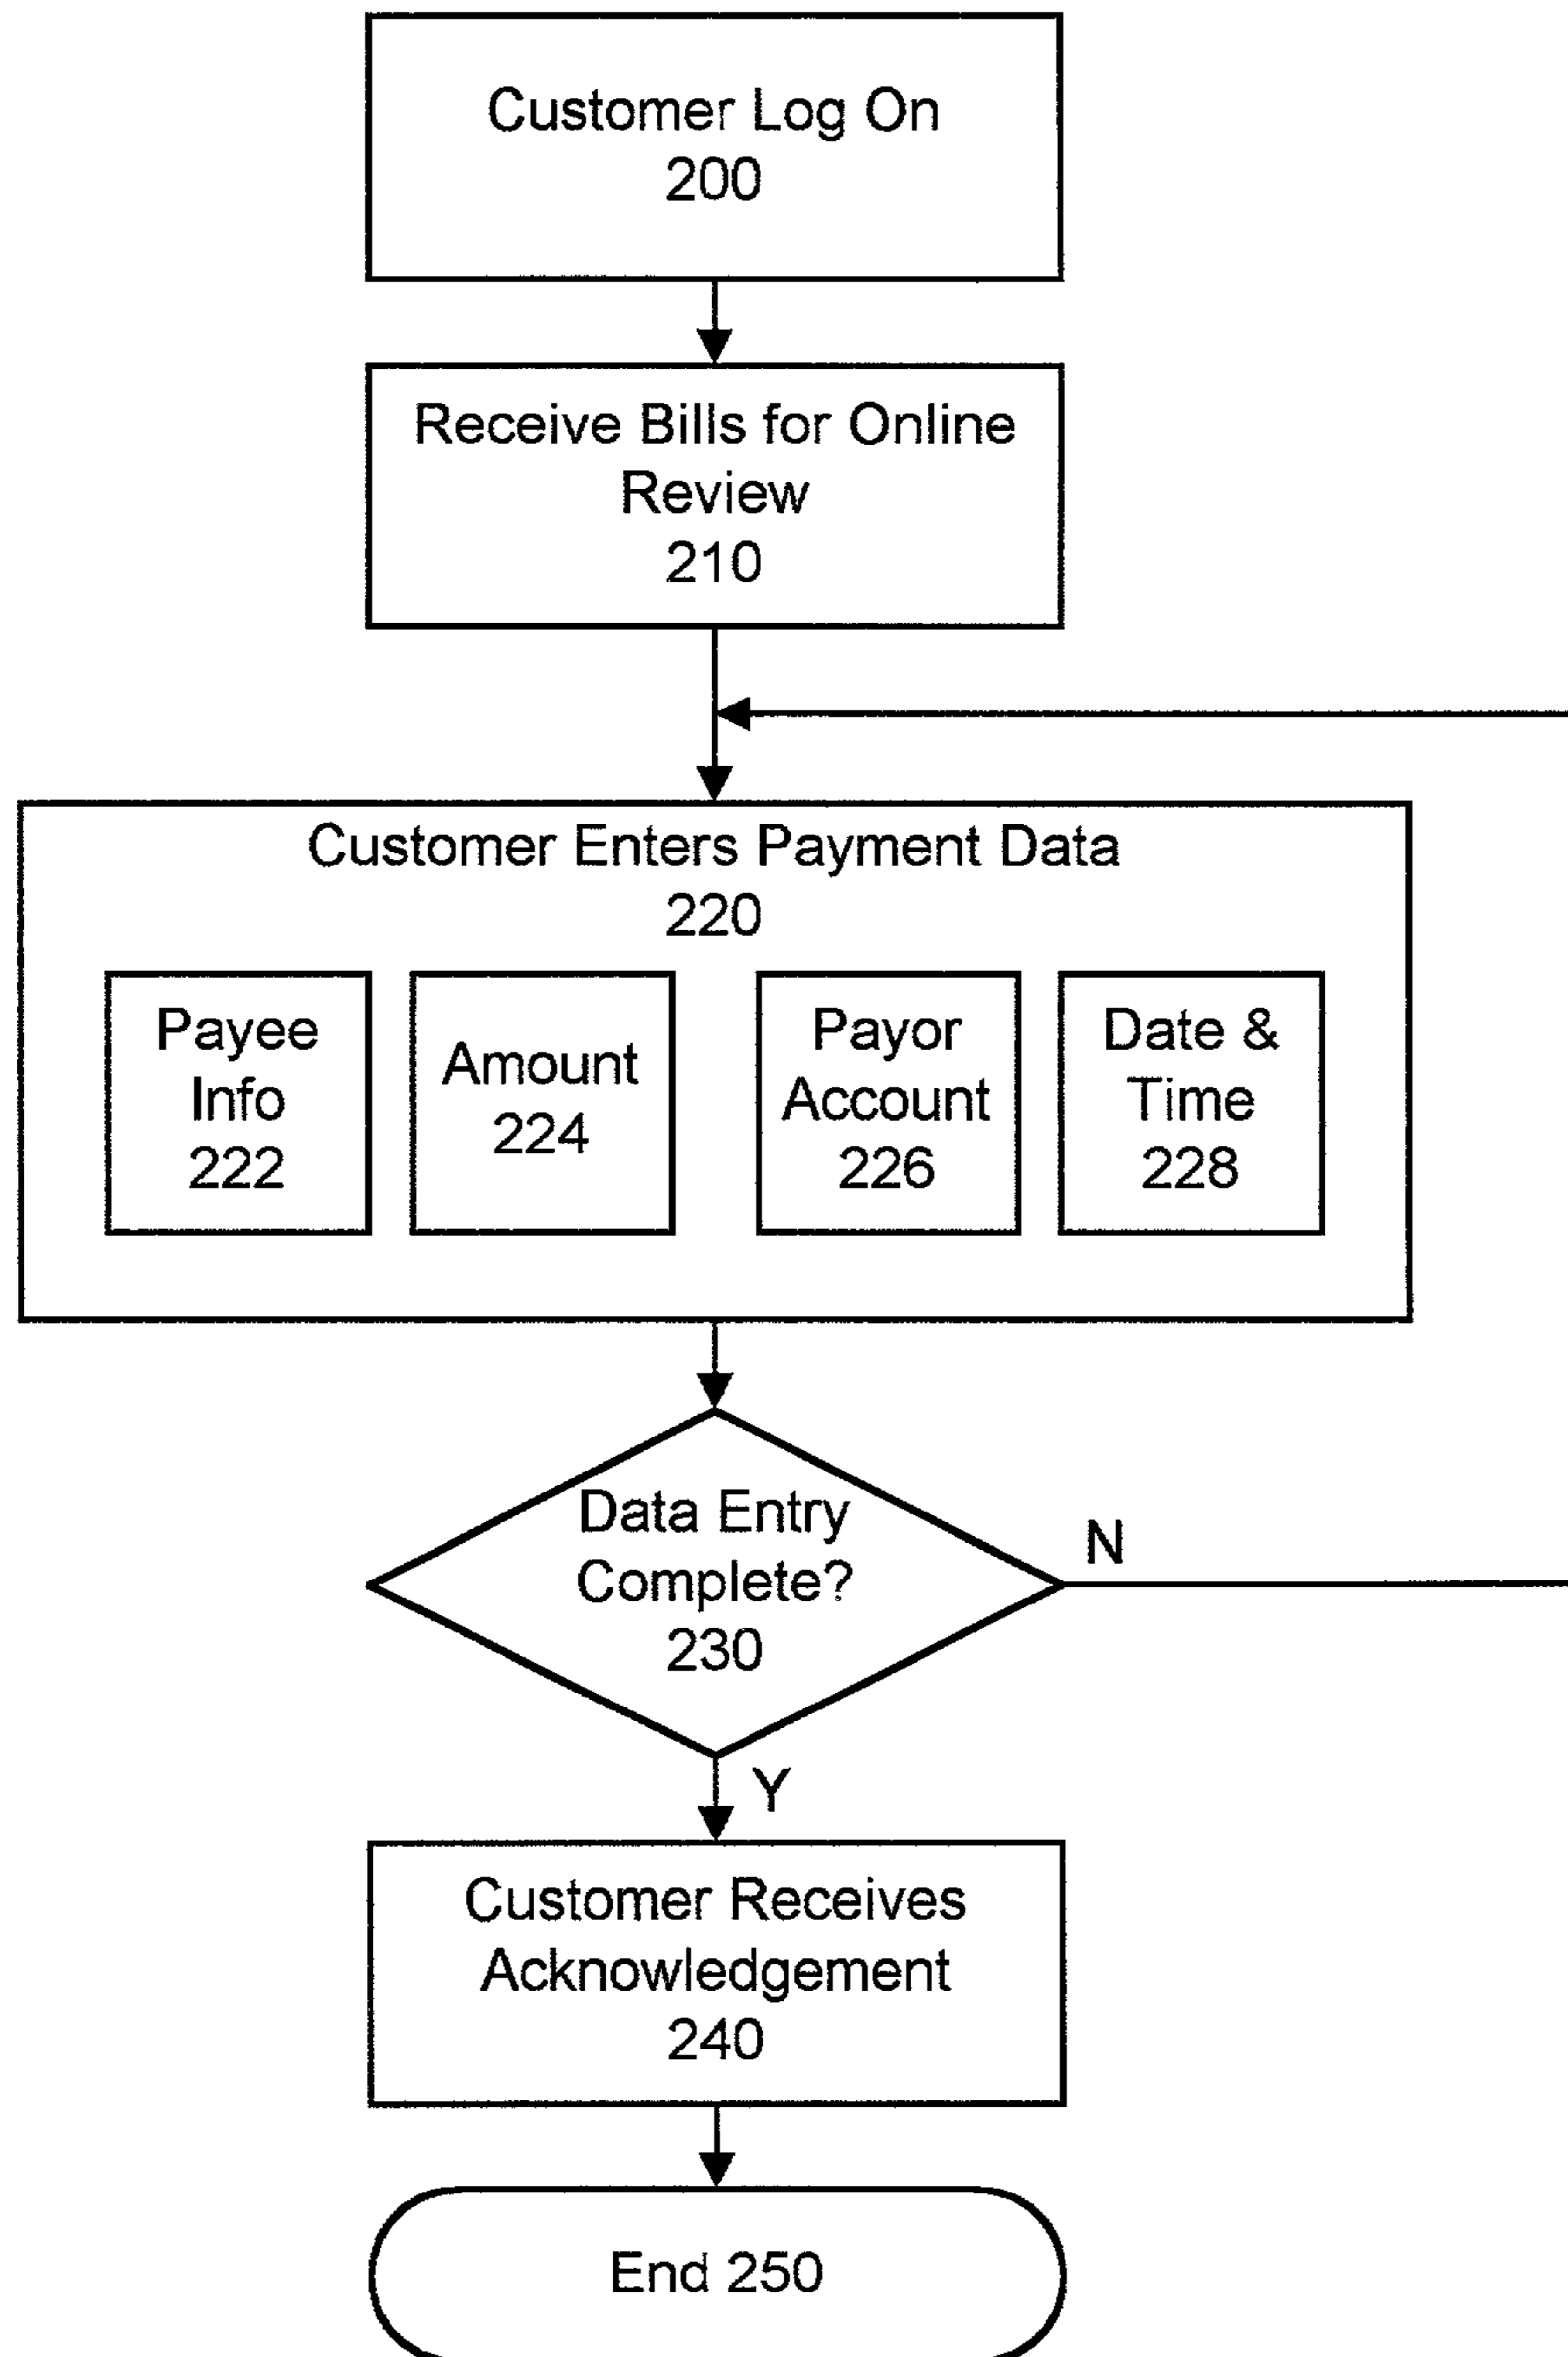 Customer Log On
200
Receive Bills for Online
Review
210
Customer Enters Payment Data
220
Payee
Info
222
Amount
224
Payor
Account
226
Date &
Time
228
Data Entry
Complete?
230
N
Y
Customer Receives
Acknowledgement
240
End 250